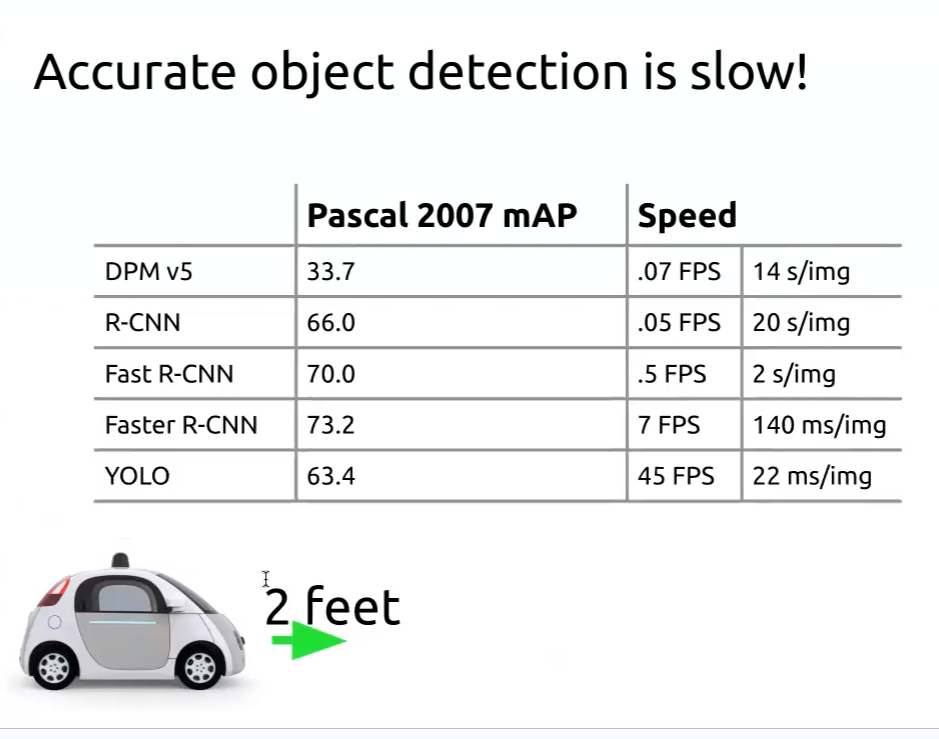 Accurate object detection is slow!
Pascal 2007 mAP Speed
DPM v5 33.7 .07 FPS 14 s/img
R-CNN 66.0 .05 FPS 20 s/img
Fast R-CNN 70.0 .5 FPS 2 s/img
Faster R-CNN 73.2 7 FPS 140 ms/img
YOLO 63.4 45 FPS 22 ms/img
2 feet